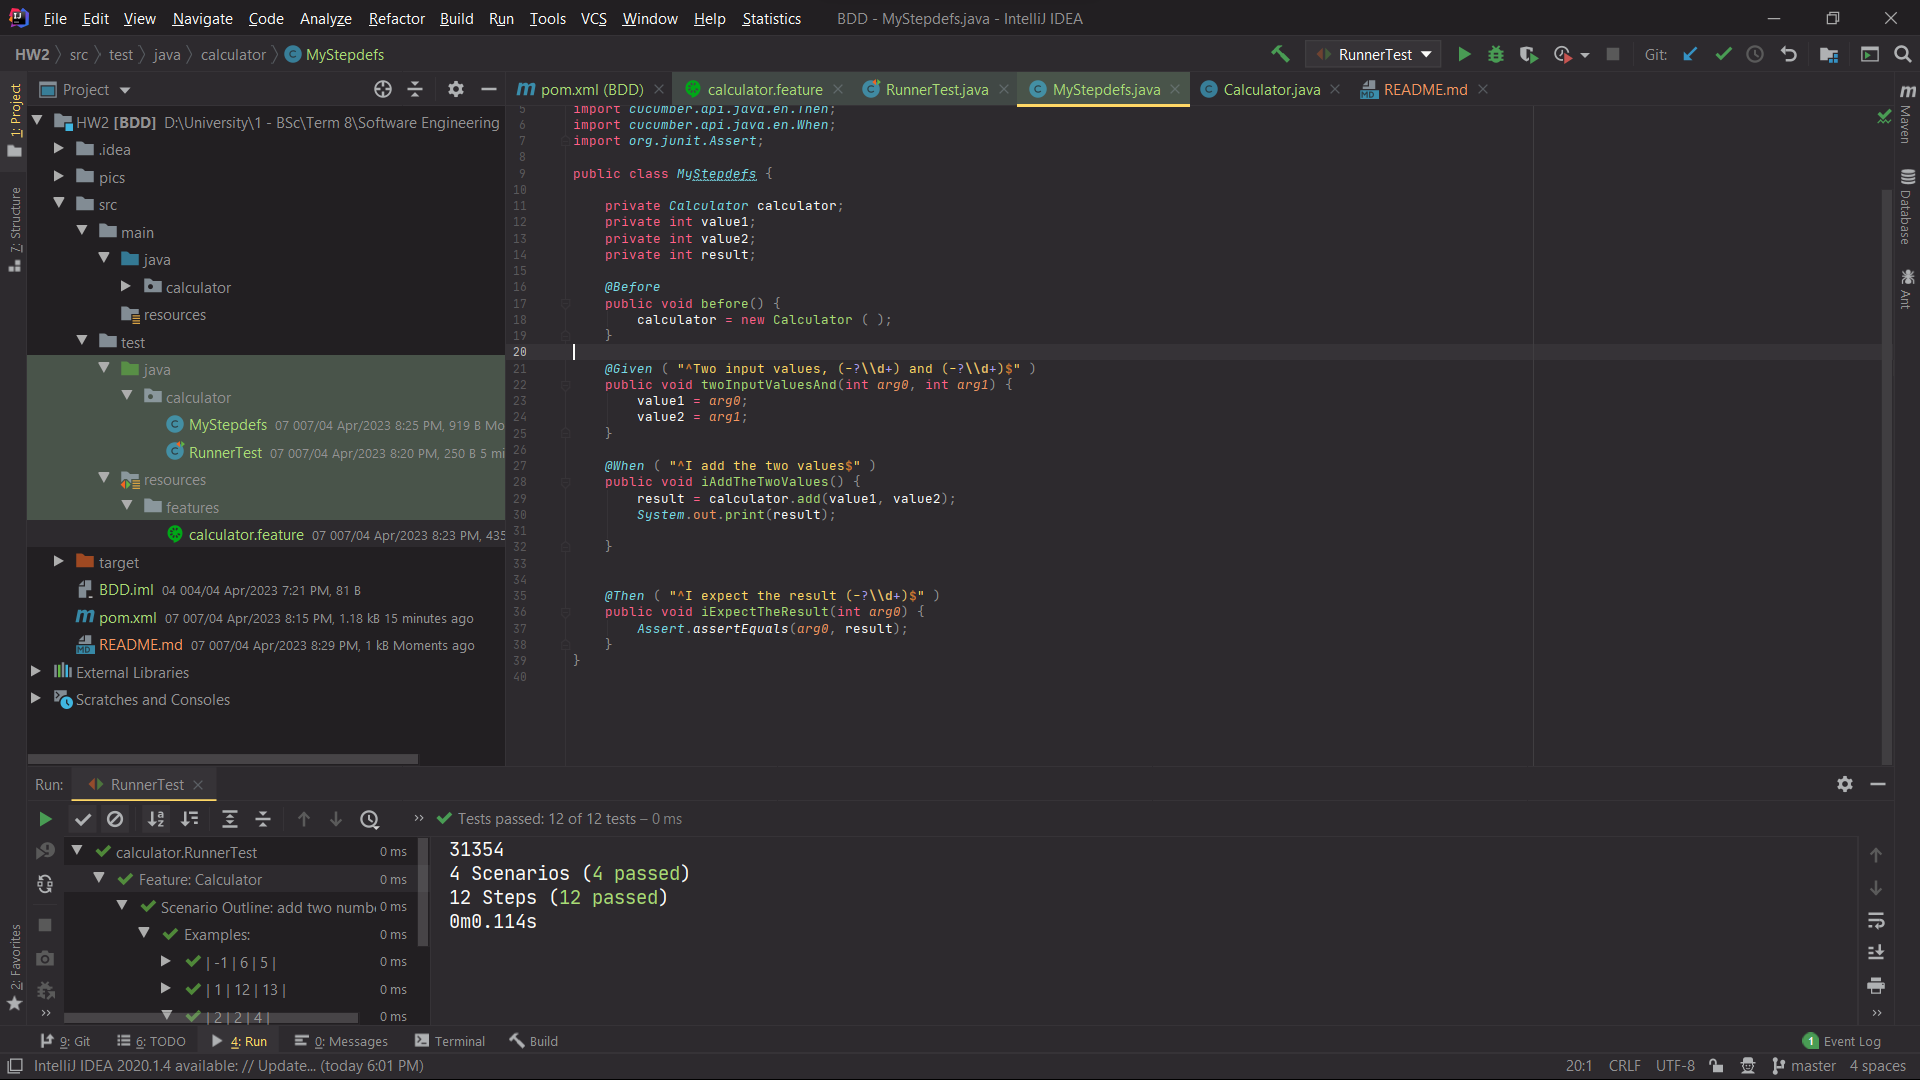 File Edit View Navigate Code Analyze Refactor Build Run Tools VCS Window Help Statistics BDD - MyStepdefs.java - IntelliJ IDEA
HW2 src test java calculator MyStepdefs RunnerTest Git:
Project pom.xml (BDD) calculator.feature RunnerTest.java MyStepdefs.java Calculator.java README.md
1: Project
7: Structure
2: Favorites
HW2 [BDD] D:\University\1 - BSc\Term 8\Software Engineering
.idea
pics
src
main
java
calculator
resources
test
java
calculator
MyStepdefs 07 007/04 Apr/2023 8:25 PM, 919 B Mo
RunnerTest 07 007/04 Apr/2023 8:20 PM, 250 B 5 mi
resources
features
calculator.feature 07 007/04 Apr/2023 8:23 PM, 435
target
BDD.iml 04 004/04 Apr/2023 7:21 PM, 81 B
pom.xml 07 007/04 Apr/2023 8:15 PM, 1.18 kB 15 minutes ago
README.md 07 007/04 Apr/2023 8:29 PM, 1 kB Moments ago
External Libraries
Scratches and Consoles
5 import cucumber.api.java.en.Then;
6 import cucumber.api.java.en.When;
7 import org.junit.Assert;
8
9 public class MyStepdefs {
10
11 private Calculator calculator;
12 private int value1;
13 private int value2;
14 private int result;
15
16 @Before
17 public void before() {
18 calculator = new Calculator ( );
19 }
20
21 @Given ( "^Two input values, (-?\\d+) and (-?\\d+)$" )
22 public void twoInputValuesAnd(int arg0, int arg1) {
23 value1 = arg0;
24 value2 = arg1;
25 }
26
27 @When ( "^I add the two values$" )
28 public void iAddTheTwoValues() {
29 result = calculator.add(value1, value2);
30 System.out.print(result);
31
32 }
33
34
35 @Then ( "^I expect the result (-?\\d+)$" )
36 public void iExpectTheResult(int arg0) {
37 Assert.assertEquals(arg0, result);
38 }
39 }
40
Maven
Database
Ant
Run: RunnerTest
Tests passed: 12 of 12 tests – 0 ms
calculator.RunnerTest 0 ms
Feature: Calculator 0 ms
Scenario Outline: add two numbe 0 ms
Examples: 0 ms
| -1 | 6 | 5 | 0 ms
| 1 | 12 | 13 | 0 ms
| 2 | 2 | 4 | 0 ms
31354
4 Scenarios (4 passed)
12 Steps (12 passed)
0m0.114s
9: Git 6: TODO 4: Run 0: Messages Terminal Build 1 Event Log
IntelliJ IDEA 2020.1.4 available: // Update... (today 6:01 PM) 20:1 CRLF UTF-8 master 4 spaces